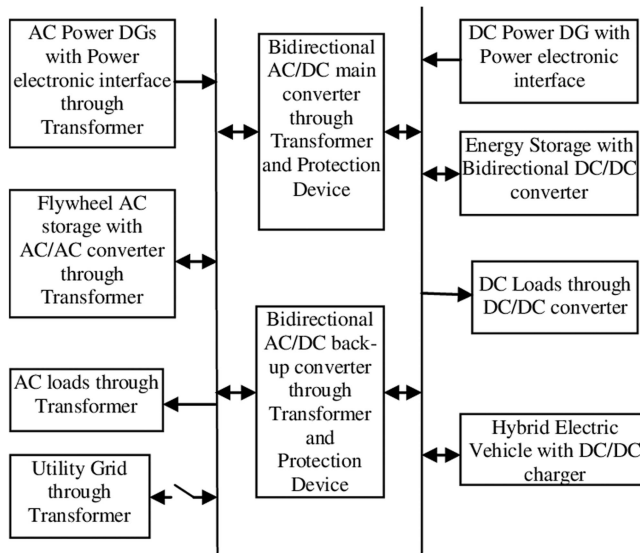 AC Power DGs
with Power
electronic interface
through
Transformer
Flywheel AC
storage with
AC/AC converter
through
Transformer
AC loads through
Transformer
Utility Grid
through
Transformer
Bidirectional
AC/DC main
converter
through
Transformer
and Protection
Device
Bidirectional
AC/DC back-
up converter
through
Transformer
and
Protection
Device
DC Power DG with
Power electronic
interface
Energy Storage with
Bidirectional DC/DC
converter
DC Loads through
DC/DC converter
Hybrid Electric
Vehicle with DC/DC
charger